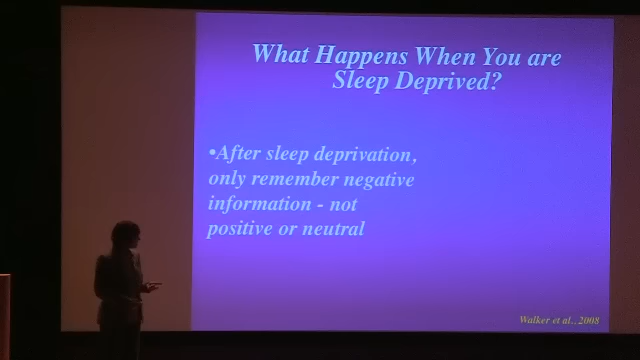 What Happens When You are
Sleep Deprived?
•After sleep deprivation,
only remember negative
information - not
positive or neutral
Walker et al., 2008